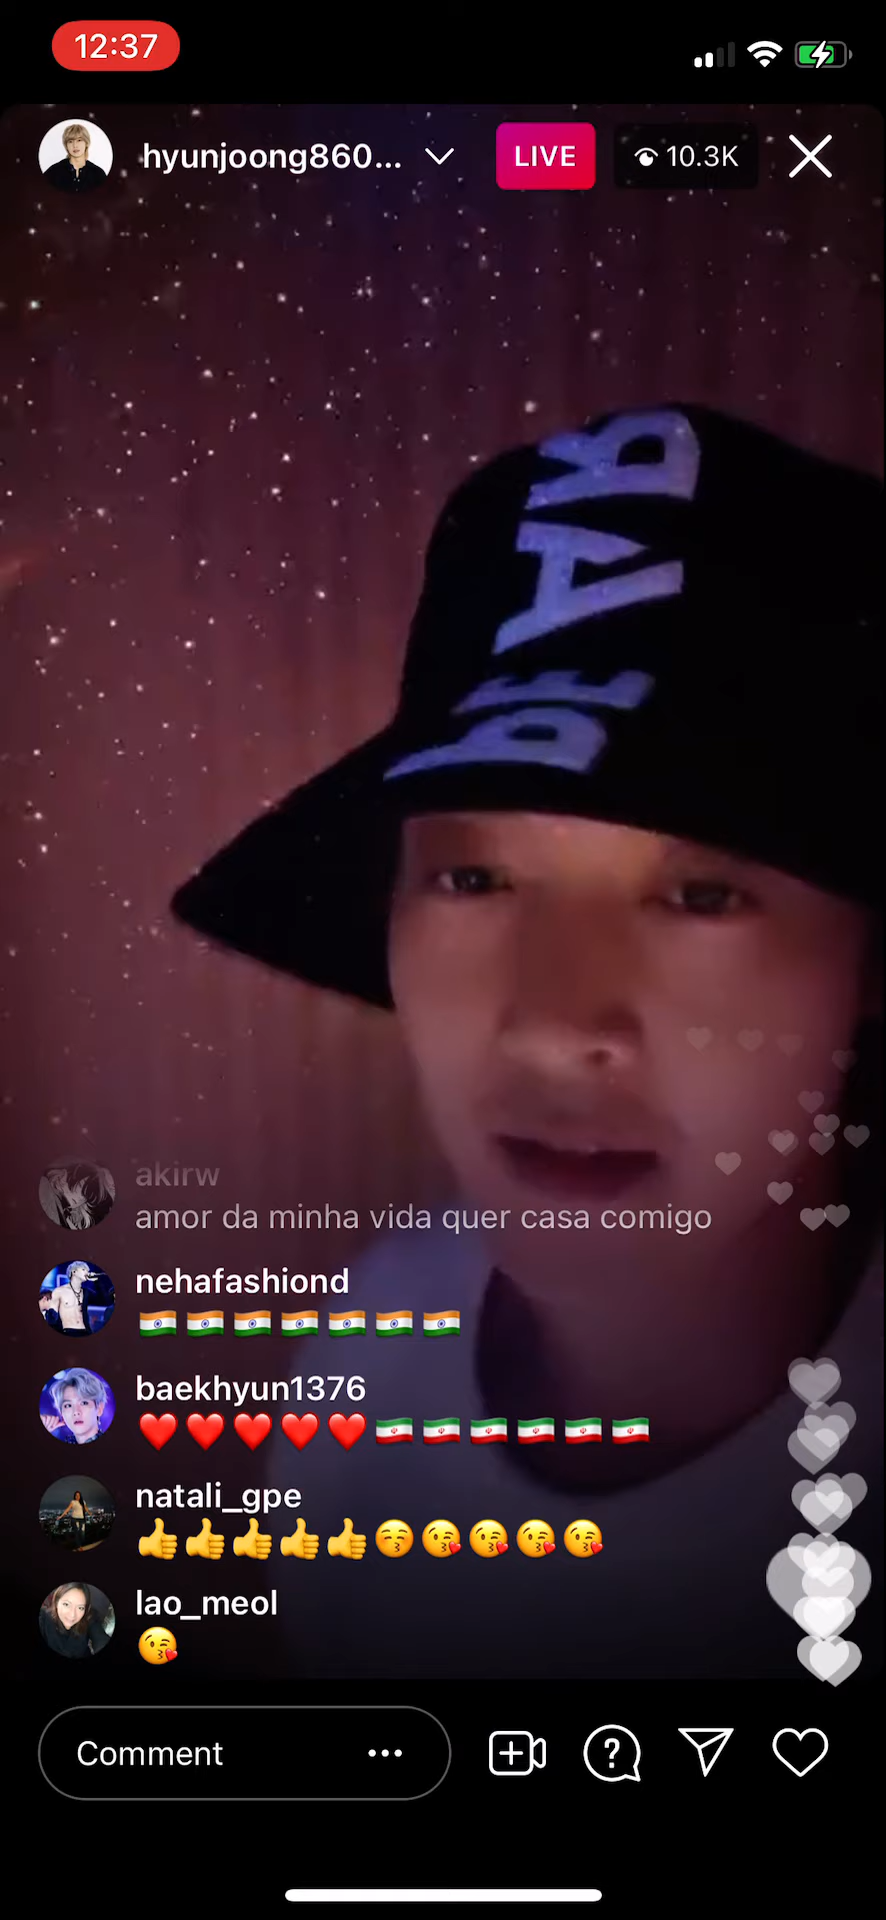 12:37
hyunjoong860...
LIVE
10.3K
akirw
amor da minha vida quer casa comigo
nehafashiond
🇮🇳🇮🇳🇮🇳🇮🇳🇮🇳🇮🇳🇮🇳
baekhyun1376
❤️❤️❤️❤️❤️🇮🇷🇮🇷🇮🇷🇮🇷🇮🇷🇮🇷
natali_gpe
👍👍👍👍👍😚😘😘😘😘
lao_meol
😘
Comment